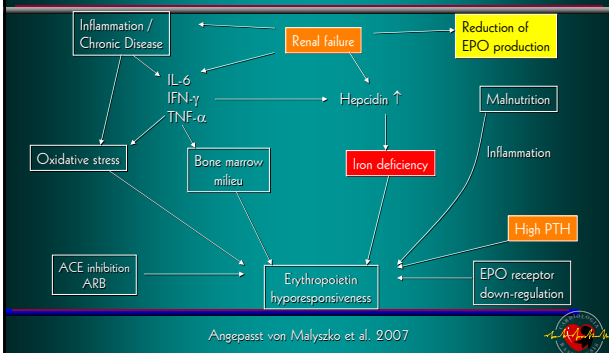 Inflammation /
Chronic Disease
Renal failure
Reduction of
EPO production
IL-6
IFN-γ
TNF-α
Hepcidin ↑
Malnutrition
Oxidative stress
Bone marrow
milieu
Iron deficiency
Inflammation
High PTH
ACE inhibition
ARB
Erythropoietin
hyporesponsiveness
EPO receptor
down-regulation
Angepasst von Malyszko et al. 2007